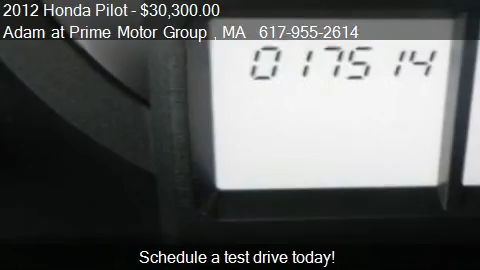 2012 Honda Pilot - $30,300.00
Adam at Prime Motor Group , MA   617-955-2614
017514
Schedule a test drive today!